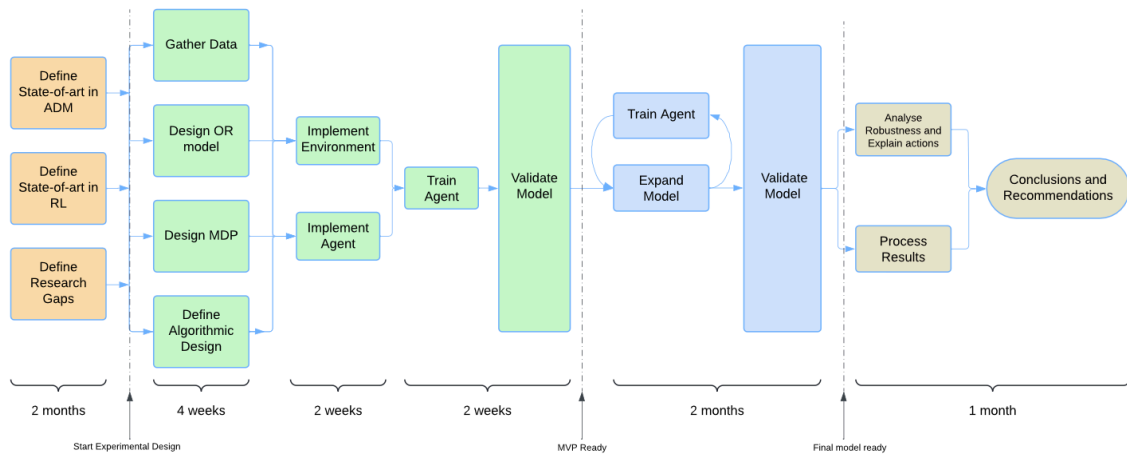 Define
State-of-art in
ADM
Define
State-of-art in
RL
Define
Research
Gaps
Gather Data
Design OR
model
Design MDP
Define
Algorithmic
Design
Implement
Environment
Implement
Agent
Train
Agent
Validate
Model
Train Agent
Expand
Model
Validate
Model
Analyse
Robustness and
Explain actions
Process
Results
Conclusions and
Recommendations
2 months
4 weeks
2 weeks
2 weeks
2 months
1 month
Start Experimental Design
MVP Ready
Final model ready